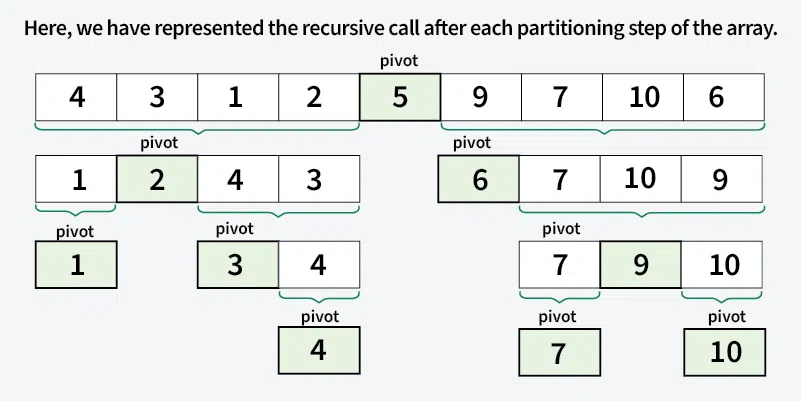 Here, we have represented the recursive call after each partitioning step of the array.
pivot
4 3 1 2 5 9 7 10 6
pivot pivot
1 2 4 3 6 7 10 9
pivot pivot pivot
1 3 4 7 9 10
pivot pivot pivot
4 7 10